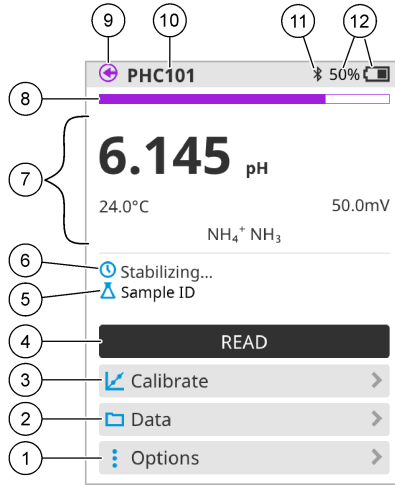 9 10 11 12
PHC101 50%
8
6.145 pH
7
24.0°C 50.0mV
NH₄⁺ NH₃
6 Stabilizing...
5 Sample ID
4 READ
3 Calibrate
2 Data
1 Options